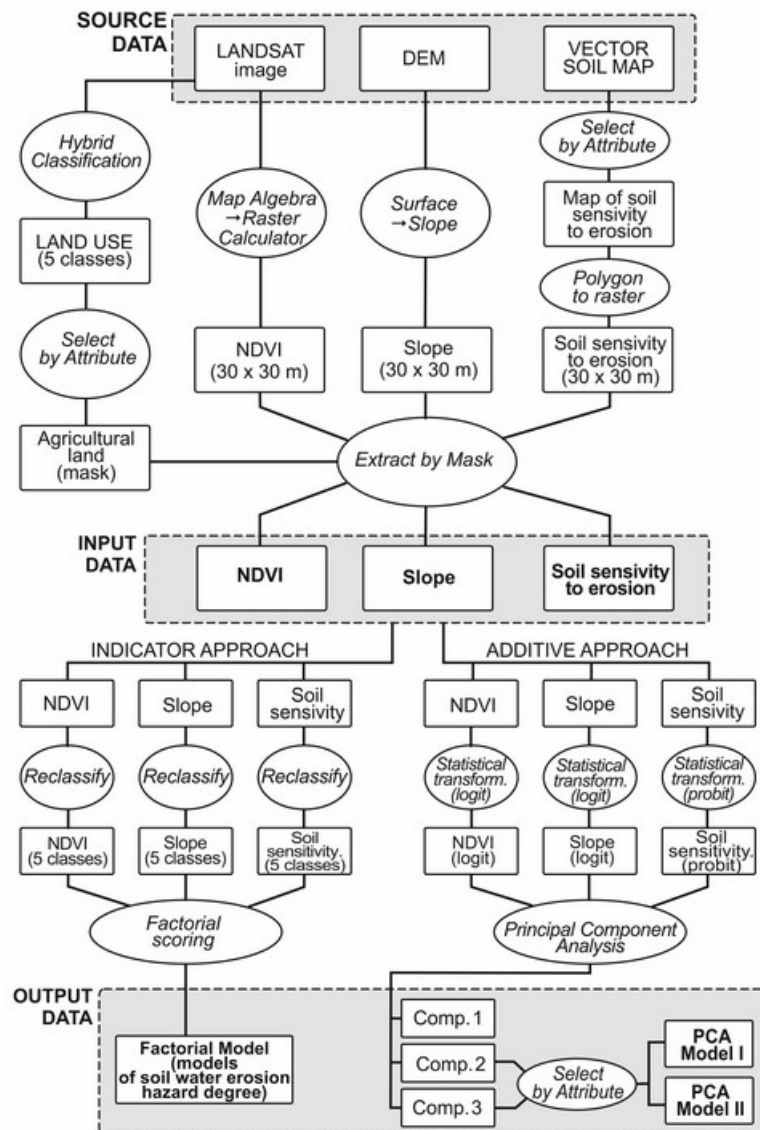 SOURCE
DATA
LANDSAT
image
DEM
VECTOR
SOIL MAP
Hybrid
Classification
Map Algebra
→Raster
Calculator
Surface
→Slope
Select
by Attribute
Map of soil
sensivity
to erosion
LAND USE
(5 classes)
Polygon
to raster
Select
by Attribute
NDVI
(30 x 30 m)
Slope
(30 x 30 m)
Soil sensivity
to erosion
(30 x 30 m)
Agricultural
land
(mask)
Extract by Mask
INPUT
DATA
NDVI
Slope
Soil sensivity
to erosion
INDICATOR APPROACH
ADDITIVE APPROACH
NDVI
Slope
Soil
sensivity
NDVI
Slope
Soil
sensivity
Reclassify
Reclassify
Reclassify
Statistical
transform.
(logit)
Statistical
transform.
(logit)
Statistical
transform.
(probit)
NDVI
(5 classes)
Slope
(5 classes)
Soil
sensitivity.
(5 classes)
NDVI
(logit)
Slope
(logit)
Soil
sensitivity.
(probit)
Factorial
scoring
Principal Component
Analysis
OUTPUT
DATA
Factorial Model
(models
of soil water erosion
hazard degree)
Comp.1
Comp.2
Comp.3
Select
by Attribute
PCA
Model I
PCA
Model II